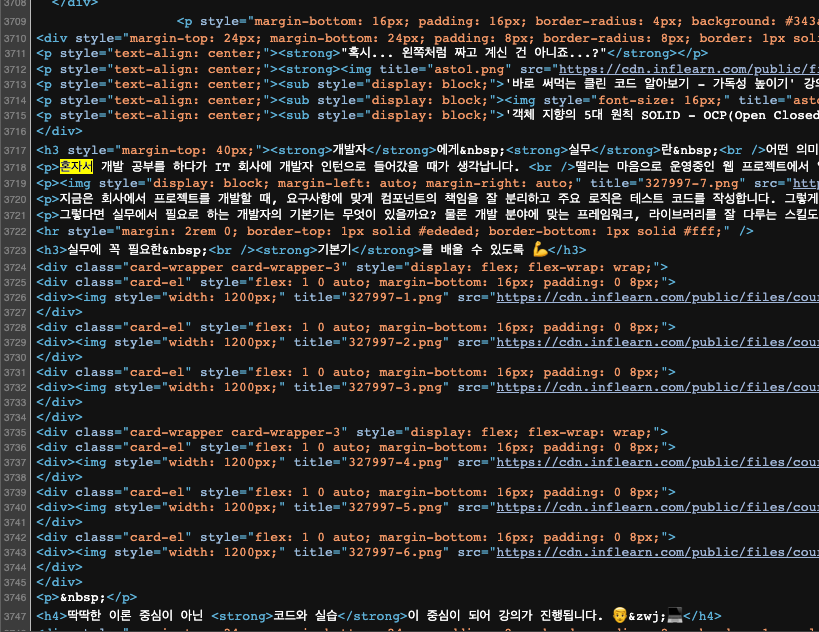 3708 </div>
3709 <p style="margin-bottom: 16px; padding: 16px; border-radius: 4px; background: #343a
3710 <div style="margin-top: 24px; margin-bottom: 24px; padding: 8px; border-radius: 8px; border: 1px sol
3711 <p style="text-align: center;"><strong>"혹시... 왼쪽처럼 짜고 계신 건 아니죠...?"</strong></p>
3712 <p style="text-align: center;"><strong><img title="asto1.png" src="https://cdn.inflearn.com/public/fi
3713 <p style="text-align: center;"><sub style="display: block;">'바로 써먹는 클린 코드 알아보기 - 가독성 높이기' 강의
3714 <p style="text-align: center;"><sub style="display: block;"><img style="font-size: 16px;" title="asto
3715 <p style="text-align: center;"><sub style="display: block;">'객체 지향의 5대 원칙 SOLID - OCP(Open Closed
3716 </div>
3717 <h3 style="margin-top: 40px;"><strong>개발자</strong>에게&nbsp;<strong>실무</strong>란&nbsp;<br />어떤 의미
3718 <p>혼자서 개발 공부를 하다가 IT 회사에 개발자 인턴으로 들어갔을 때가 생각납니다. <br />떨리는 마음으로 운영중인 웹 프로젝트에서
3719 <p><img style="display: block; margin-left: auto; margin-right: auto;" title="327997-7.png" src="http
3720 <p>지금은 회사에서 프로젝트를 개발할 때, 요구사항에 맞게 컴포넌트의 책임을 잘 분리하고 주요 로직은 테스트 코드를 작성합니다. 그렇게
3721 <p>그렇다면 실무에서 필요로 하는 개발자의 기본기는 무엇이 있을까요? 물론 개발 분야에 맞는 프레임워크, 라이브러리를 잘 다루는 스킬도
3722 <hr style="margin: 2rem 0; border-top: 1px solid #ededed; border-bottom: 1px solid #fff;" />
3723 <h3>실무에 꼭 필요한&nbsp;<br /><strong>기본기</strong>를 배울 수 있도록 💪</h3>
3724 <div class="card-wrapper card-wrapper-3" style="display: flex; flex-wrap: wrap;">
3725 <div class="card-el" style="flex: 1 0 auto; margin-bottom: 16px; padding: 0 8px;">
3726 <div><img style="width: 1200px;" title="327997-1.png" src="https://cdn.inflearn.com/public/files/cour
3727 </div>
3728 <div class="card-el" style="flex: 1 0 auto; margin-bottom: 16px; padding: 0 8px;">
3729 <div><img style="width: 1200px;" title="327997-2.png" src="https://cdn.inflearn.com/public/files/cour
3730 </div>
3731 <div class="card-el" style="flex: 1 0 auto; margin-bottom: 16px; padding: 0 8px;">
3732 <div><img style="width: 1200px;" title="327997-3.png" src="https://cdn.inflearn.com/public/files/cour
3733 </div>
3734 </div>
3735 <div class="card-wrapper card-wrapper-3" style="display: flex; flex-wrap: wrap;">
3736 <div class="card-el" style="flex: 1 0 auto; margin-bottom: 16px; padding: 0 8px;">
3737 <div><img style="width: 1200px;" title="327997-4.png" src="https://cdn.inflearn.com/public/files/cour
3738 </div>
3739 <div class="card-el" style="flex: 1 0 auto; margin-bottom: 16px; padding: 0 8px;">
3740 <div><img style="width: 1200px;" title="327997-5.png" src="https://cdn.inflearn.com/public/files/cour
3741 </div>
3742 <div class="card-el" style="flex: 1 0 auto; margin-bottom: 16px; padding: 0 8px;">
3743 <div><img style="width: 1200px;" title="327997-6.png" src="https://cdn.inflearn.com/public/files/cour
3744 </div>
3745 </div>
3746 <p>&nbsp;</p>
3747 <h4>딱딱한 이론 중심이 아닌 <strong>코드와 실습</strong>이 중심이 되어 강의가 진행됩니다. 👨&zwj;💻</h4>